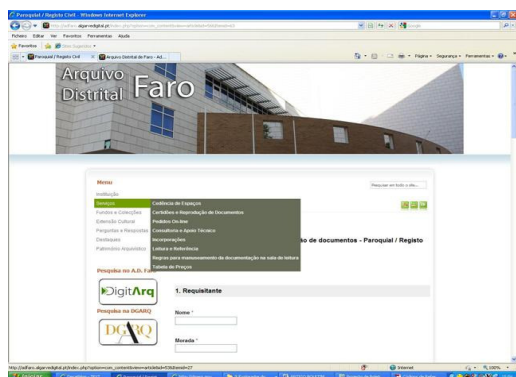 Paroquial / Registo Civil - Windows Internet Explorer
Ficheiro Editar Ver Favoritos Ferramentas Ajuda
Favoritos
Paroquial / Registo Civil
Arquivo Distrital de Faro - Ad...
Página Segurança Ferramentas
Arquivo
Distrital Faro
Menu
Pesquisar em todo o site...
Instituição
Serviços
Fundos e Colecções
Extensão Cultural
Perguntas e Respostas
Destaques
Património Arquivístico
Cedência de Espaços
Certidões e Reprodução de Documentos
Pedidos On-line
Consultoria e Apoio Técnico
Incorporações
Leitura e Referência
Regras para manuseamento da documentação na sala de leitura
Tabela de Preços
ão de documentos - Paroquial / Registo
Pesquisa no A.D. Faro
DigitArq
1. Requisitante
Pesquisa na DGARQ
DGARQ
Nome *
Morada *
Internet
100%